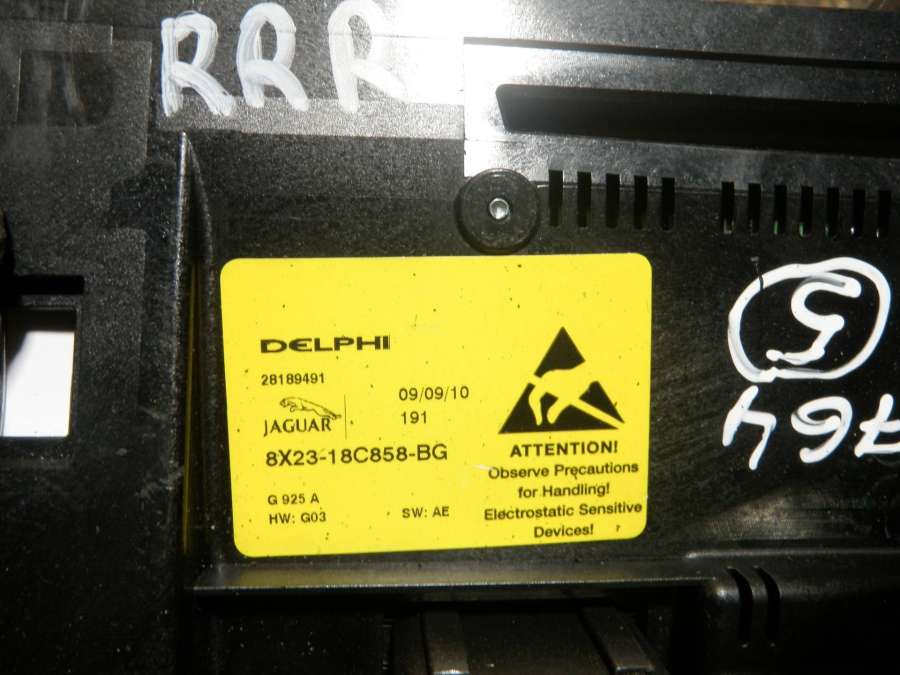 RRR
DELPHI
28189491
09/09/10
JAGUAR
191
8X23-18C858-BG
G 925 A
HW: G03
SW: AE
ATTENTION!
Observe Precautions
for Handling!
Electrostatic Sensitive
Devices!
5
764